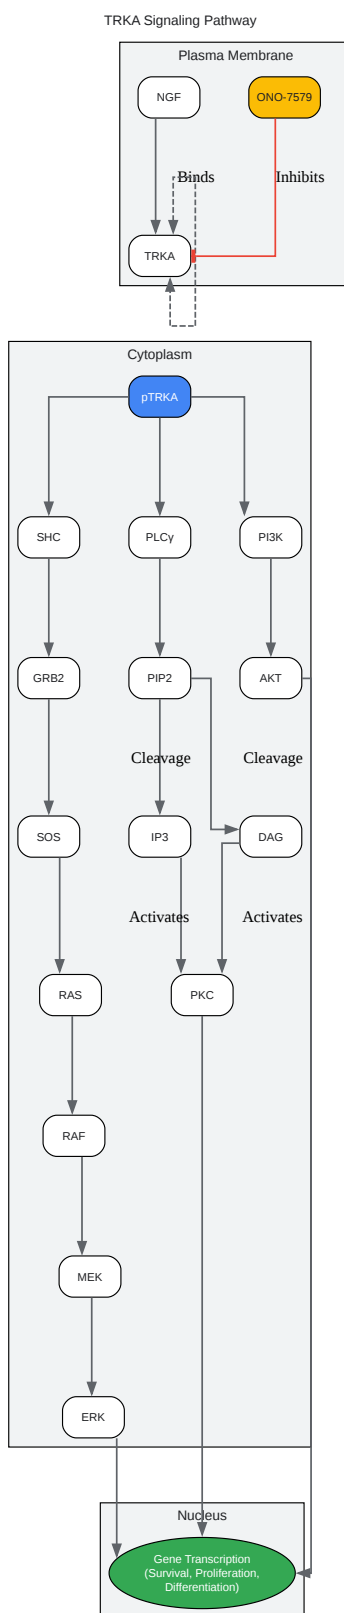 TRKA Signaling Pathway
Plasma Membrane
NGF
ONO-7579
Binds
Inhibits
TRKA
Cytoplasm
pTRKA
SHC
PLCγ
PI3K
GRB2
PIP2
AKT
Cleavage
Cleavage
SOS
IP3
DAG
Activates
Activates
RAS
PKC
RAF
MEK
ERK
Nucleus
Gene Transcription
(Survival, Proliferation,
Differentiation)